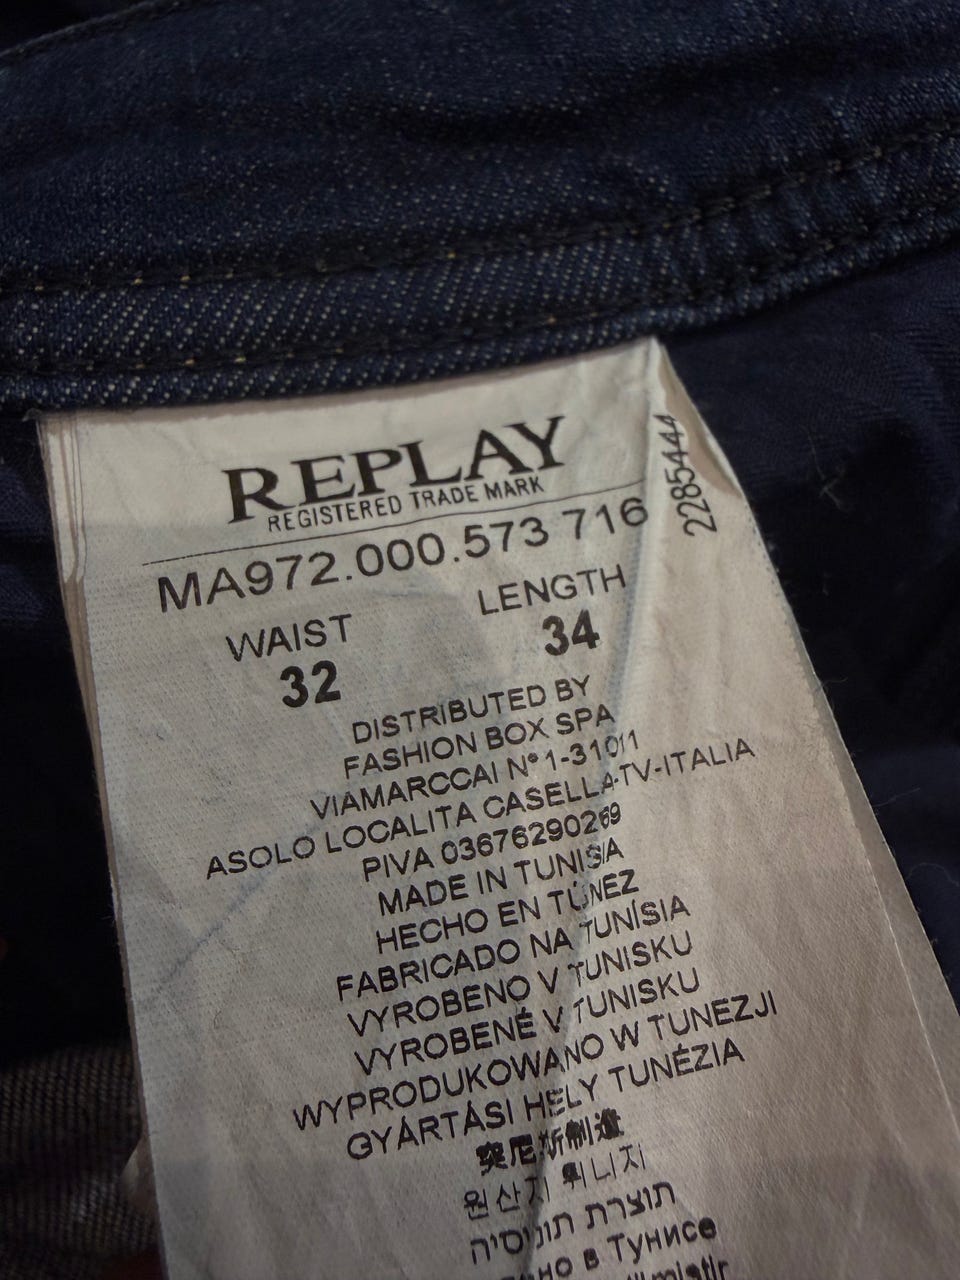 REPLAY
REGISTERED TRADE MARK
2285444
MA972.000.573 716
WAIST LENGTH
32 34
DISTRIBUTED BY
FASHION BOX SPA
VIAMARCCAI N° 1-31011
ASOLO LOCALITA CASELLA-TV-ITALIA
PIVA 03676290269
MADE IN TUNISIA
HECHO EN TÚNEZ
FABRICADO NA TUNÍSIA
VYROBENO V TUNISKU
VYROBENÉ V TUNISKU
WYPRODUKOWANO W TUNEZJI
GYÁRTÁSI HELY TUNÉZIA
突尼斯制造
원산지 튀니지
תוצרת תוניסיה
в Тунисе